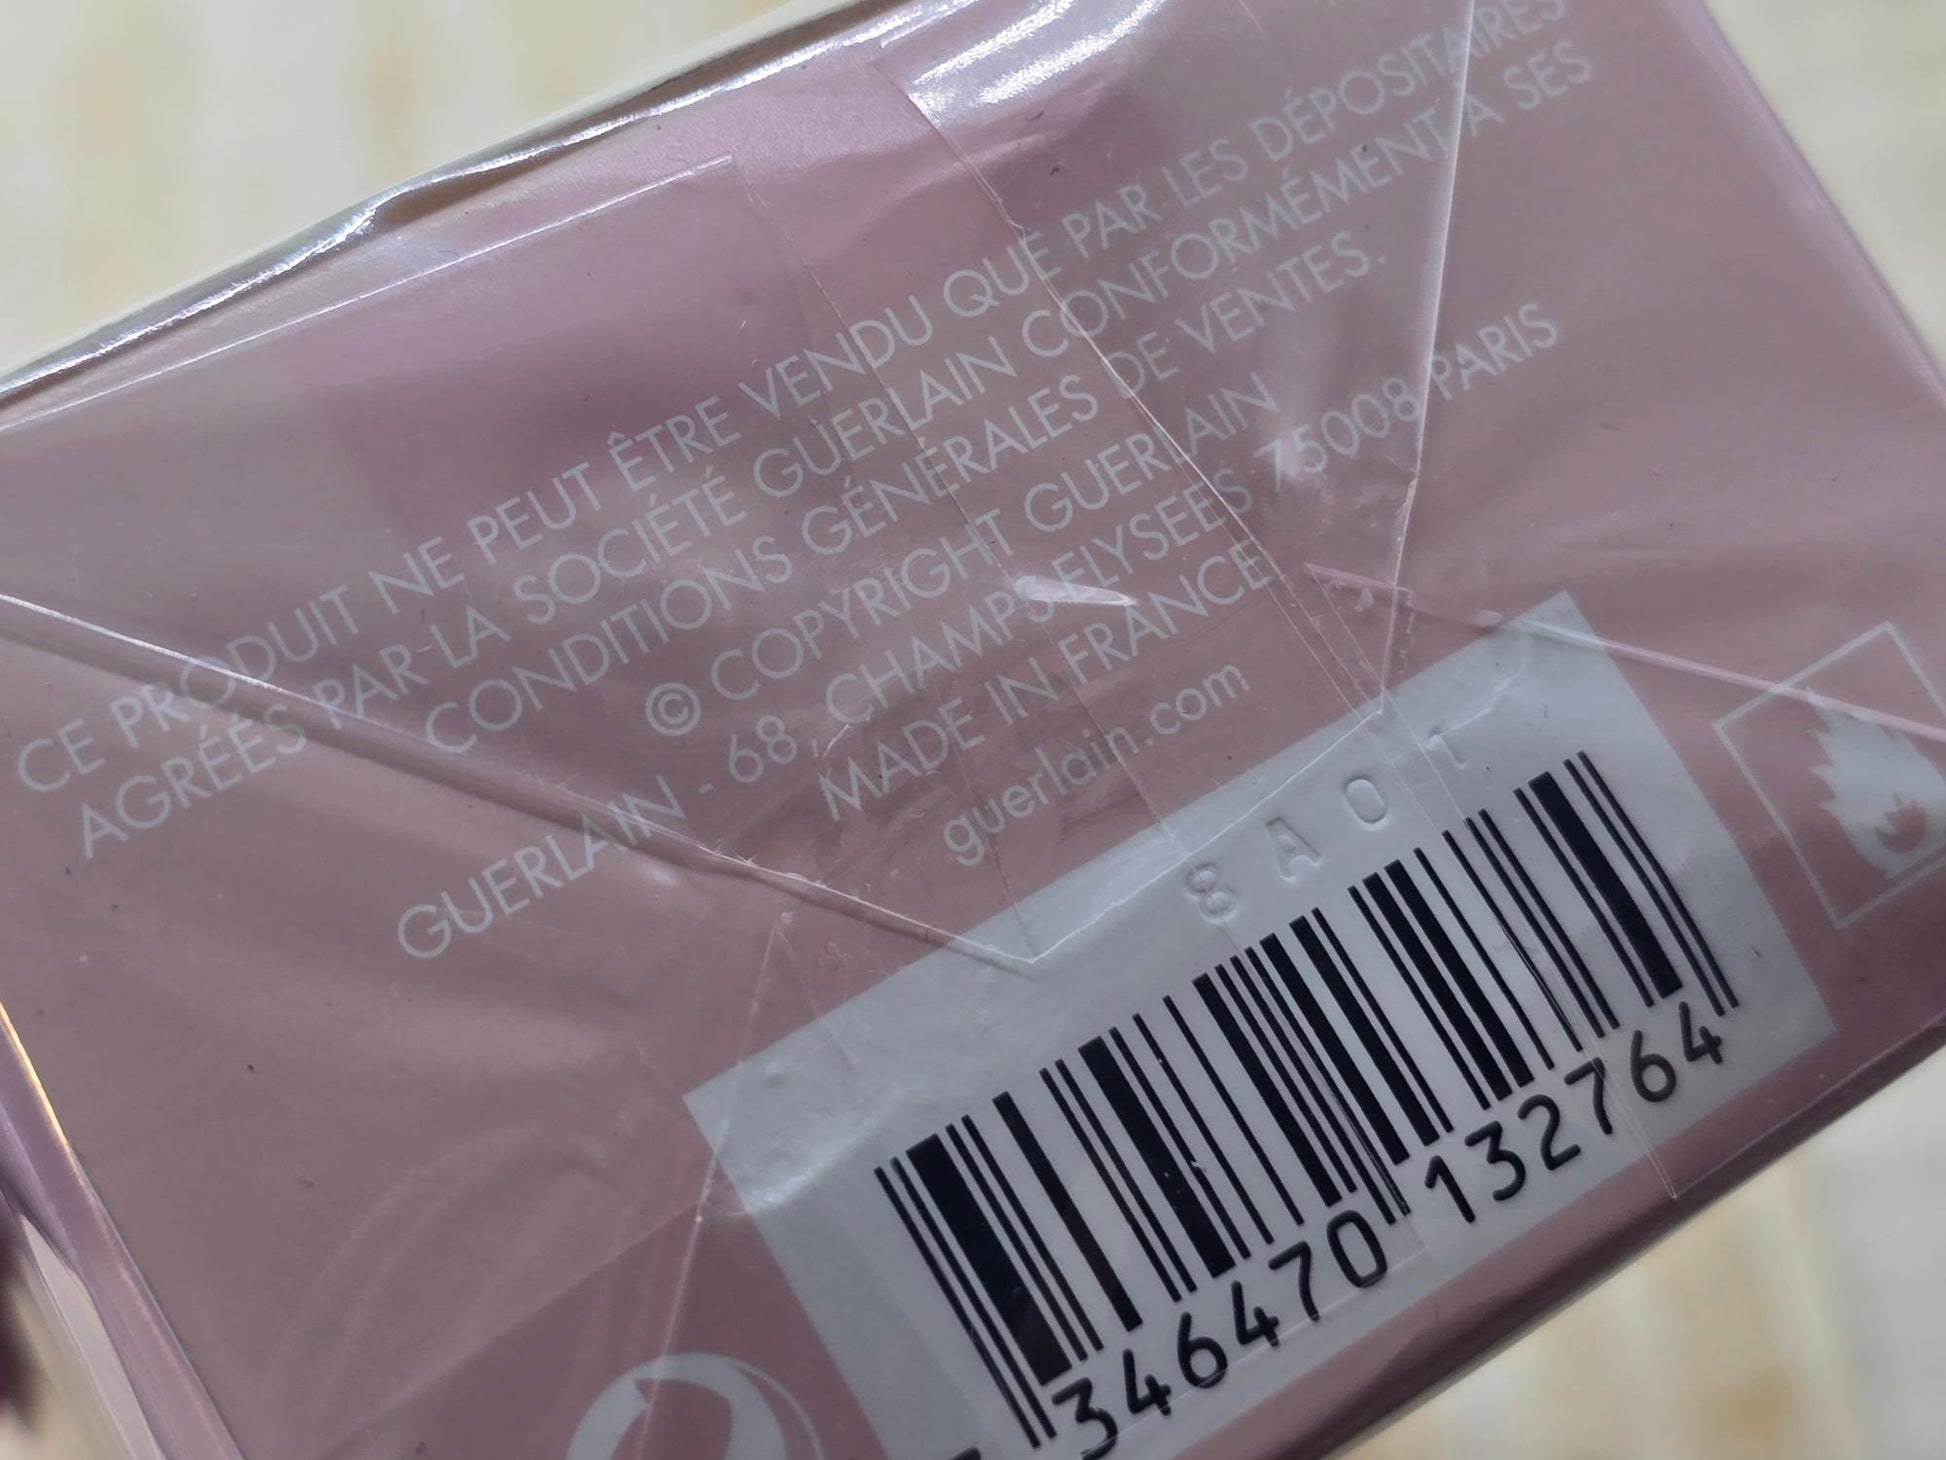 CE PRODUIT NE PEUT ÊTRE VENDU QUE PAR LES DÉPOSITAIRES
AGRÉÉS PAR LA SOCIÉTÉ GUERLAIN CONFORMÉMENT A SES
CONDITIONS GÉNÉRALES DE VENTES.
© COPYRIGHT GUERLAIN
GUERLAIN - 68, CHAMPS ELYSEES 75008 PARIS
MADE IN FRANCE
guerlain.com
8A01
346470 132764